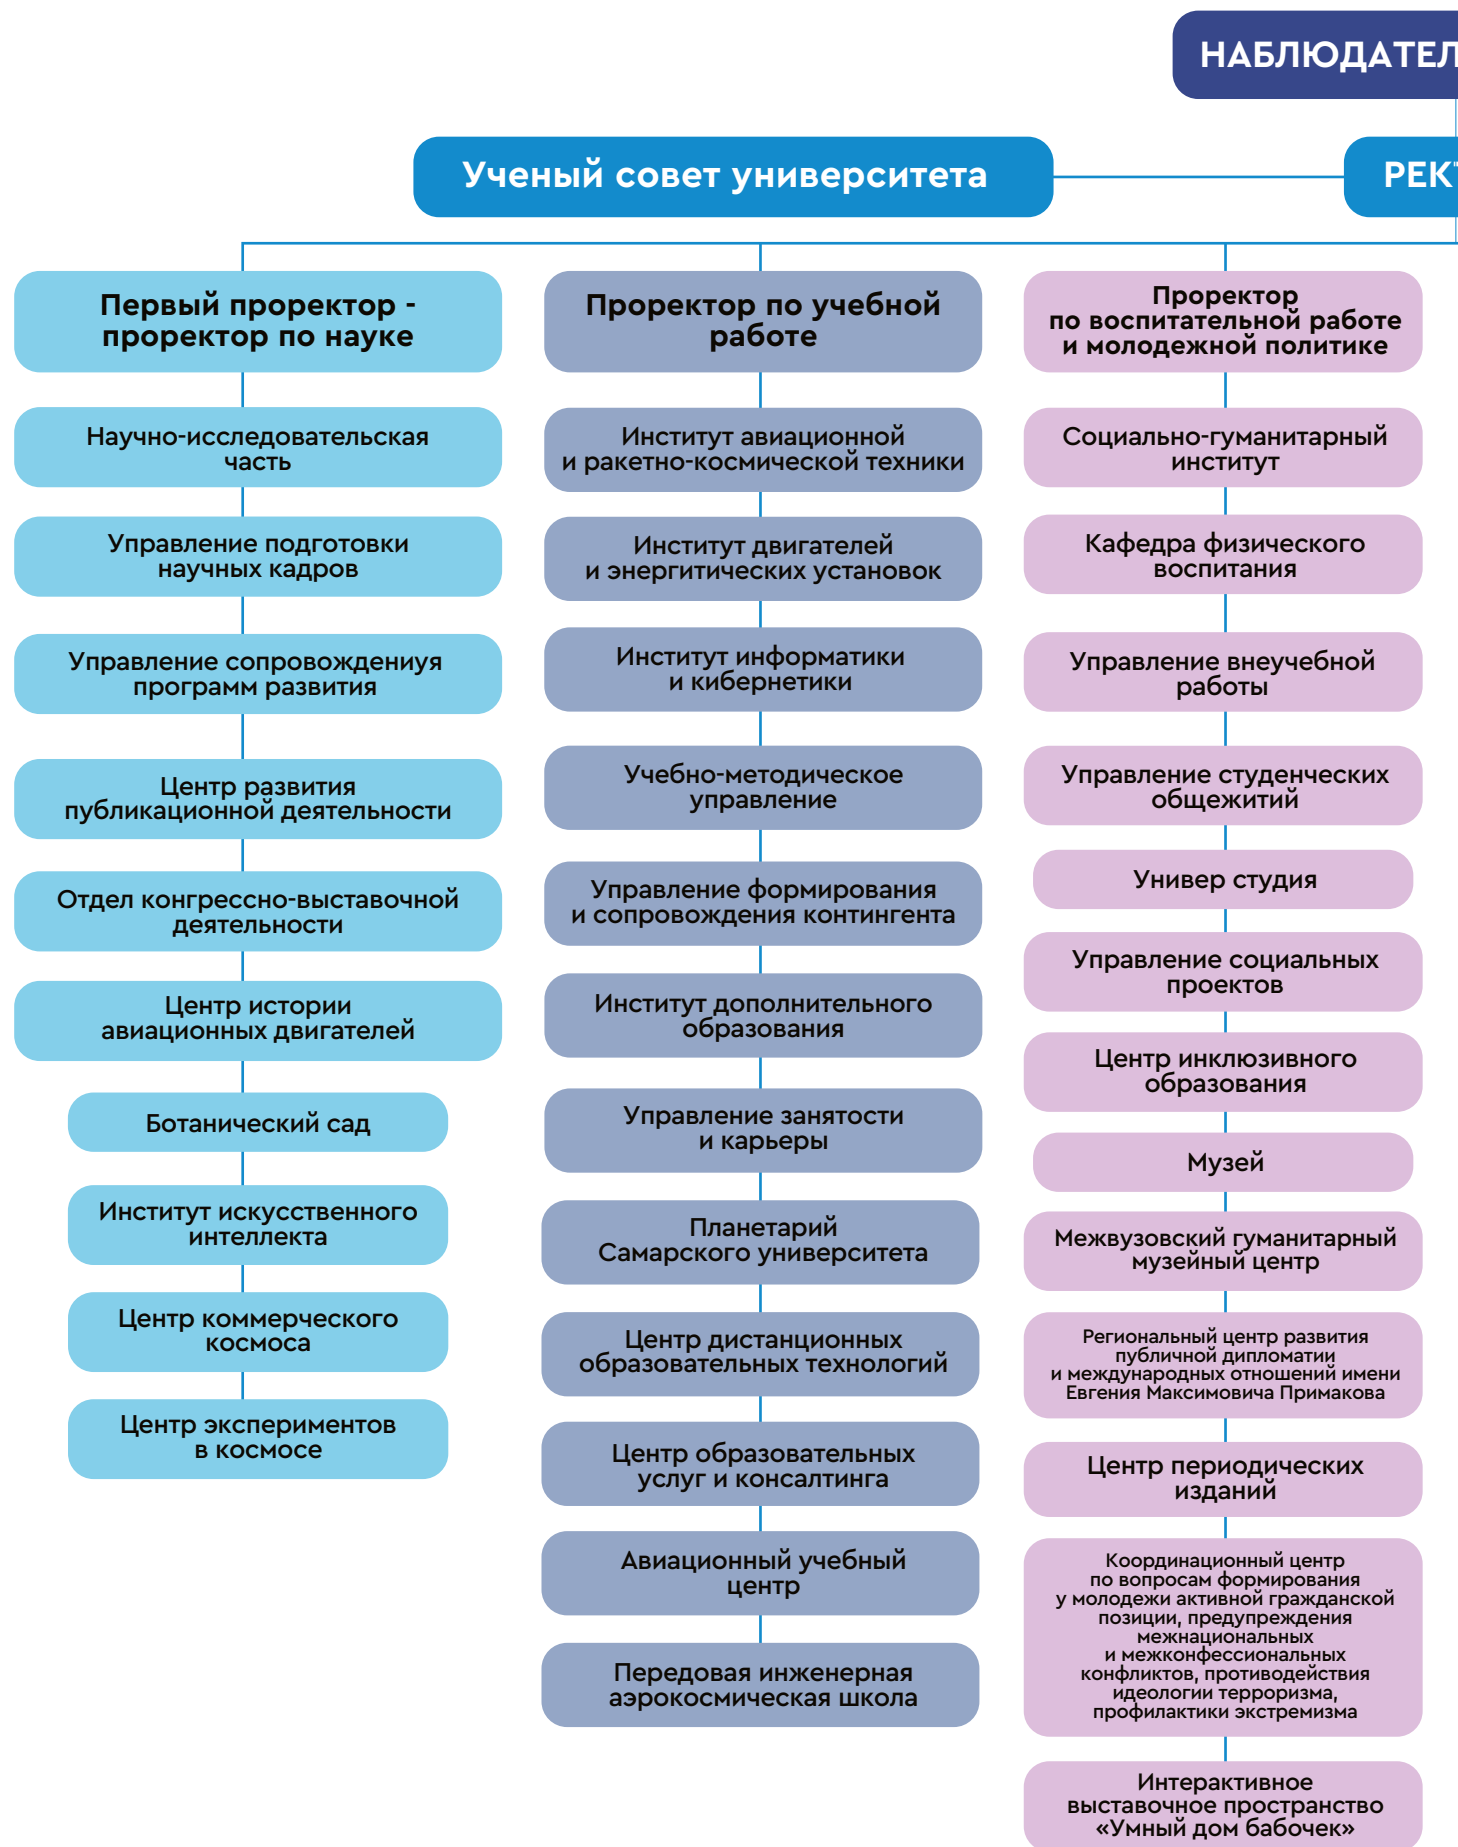 НАБЛЮДАТЕЛ
Ученый совет университета
РЕКТ
Первый проректор -
проректор по науке
Научно-исследовательская
часть
Управление подготовки
научных кадров
Управление сопровождениуя
программ развития
Центр развития
публикационной деятельности
Отдел конгрессно-выставочной
деятельности
Центр истории
авиационных двигателей
Ботанический сад
Институт искусственного
интеллекта
Центр коммерческого
космоса
Центр экспериментов
в космосе
Проректор по учебной
работе
Институт авиационной
и ракетно-космической техники
Институт двигателей
и энергитических установок
Институт информатики
и кибернетики
Учебно-методическое
управление
Управление формирования
и сопровождения контингента
Институт дополнительного
образования
Управление занятости
и карьеры
Планетарий
Самарского университета
Центр дистанционных
образовательных технологий
Центр образовательных
услуг и консалтинга
Авиационный учебный
центр
Передовая инженерная
аэрокосмическая школа
Проректор
по воспитательной работе
и молодежной политике
Социально-гуманитарный
институт
Кафедра физического
воспитания
Управление внеучебной
работы
Управление студенческих
общежитий
Универ студия
Управление социальных
проектов
Центр инклюзивного
образования
Музей
Межвузовский гуманитарный
музейный центр
Региональный центр развития
публичной дипломатии
и международных отношений имени
Евгения Максимовича Примакова
Центр периодических
изданий
Координационный центр
по вопросам формирования
у молодежи активной гражданской
позиции, предупреждения
межнациональных
и межконфессиональных
конфликтов, противодействия
идеологии терроризма,
профилактики экстремизма
Интерактивное
выставочное пространство
«Умный дом бабочек»